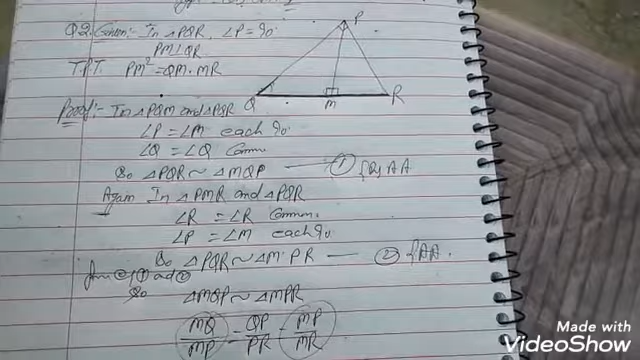 Q2. Given:- In △PQR, ∠P = 90°
PM⊥QR
T.P.T. PM² = QM·MR
P
Q
M
R
Proof:- In △PQM and △PQR
∠P = ∠M each 90
∠Q = ∠Q Comm.
So △PQR ~ △MQP — ① {By AA
Again In △PMR and △PQR
∠R = ∠R Common.
∠P = ∠M each 90
So △PQR ~ △MPR — ② {AA.
from ① and ②
So △MQP ~ △MPR
MQ/MP = QP/PR = MP/MR
Made with
VideoShow